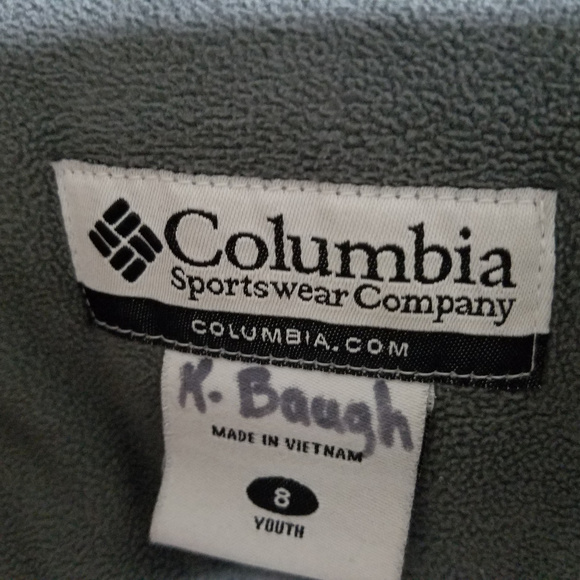 Columbia
Sportswear Company
COLUMBIA.COM
K. Baugh
MADE IN VIETNAM
8
YOUTH